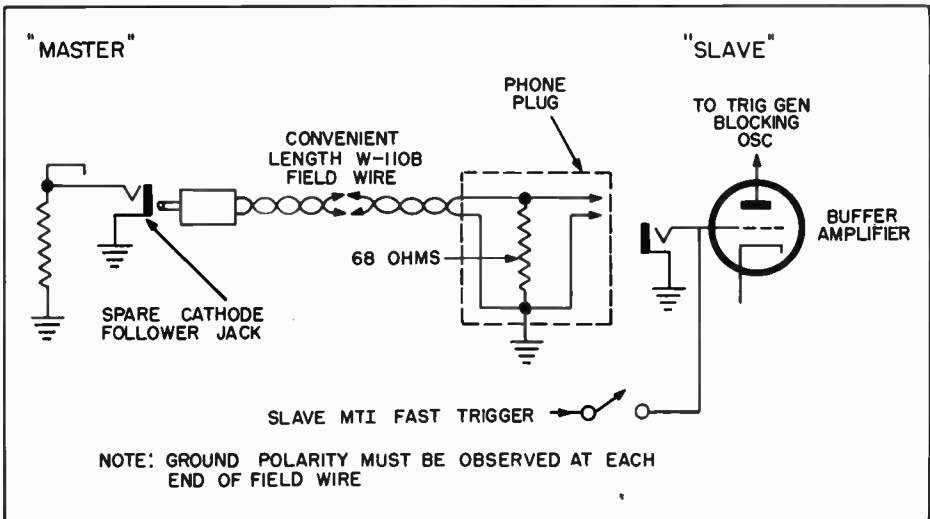 "MASTER"
"SLAVE"
PHONE
PLUG
TO TRIG GEN
BLOCKING
OSC
CONVENIENT
LENGTH W-110B
FIELD WIRE
BUFFER
AMPLIFIER
68 OHMS
SPARE CATHODE
FOLLOWER JACK
SLAVE MTI FAST TRIGGER
NOTE: GROUND POLARITY MUST BE OBSERVED AT EACH
END OF FIELD WIRE